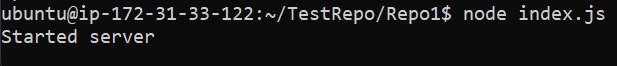 ubuntu@ip-172-31-33-122:~/TestRepo/Repo1$ node index.js
Started server